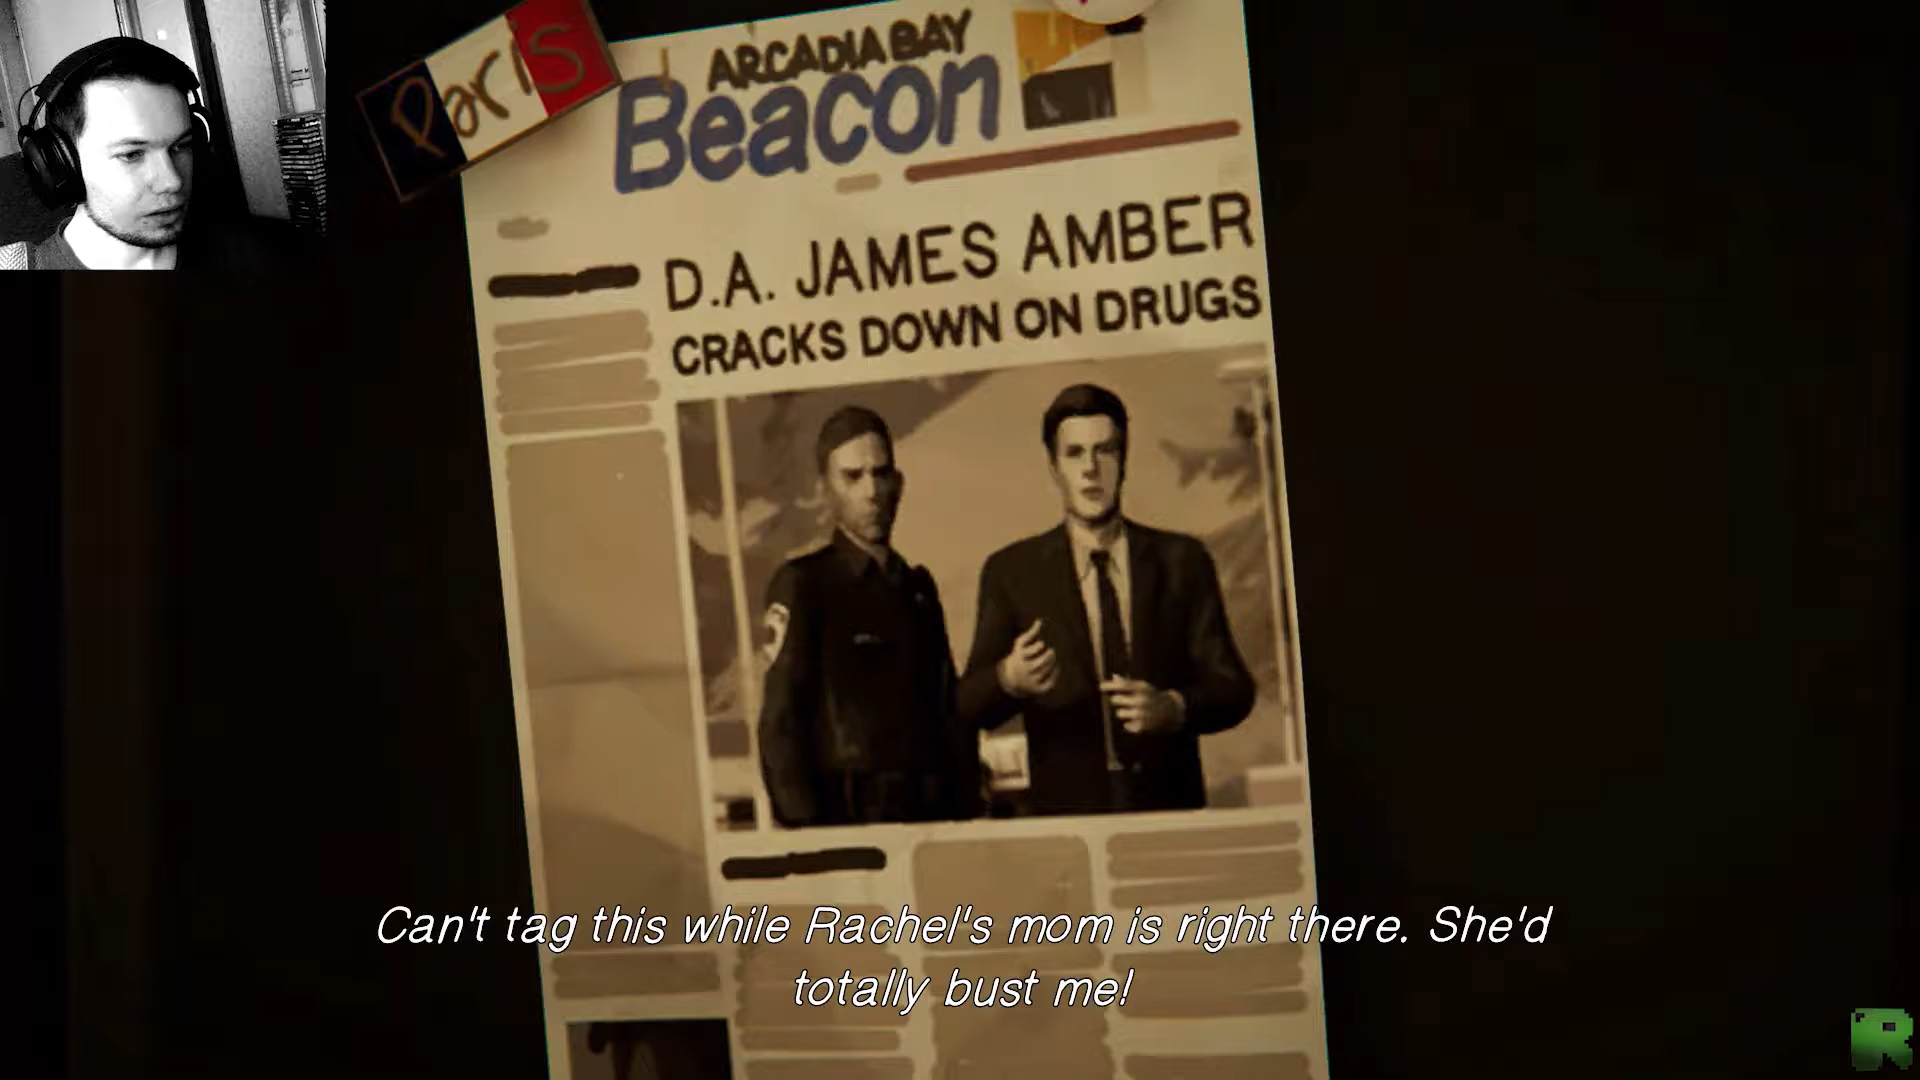 Paris
ARCADIA BAY
Beacon
D.A. JAMES AMBER
CRACKS DOWN ON DRUGS
Can't tag this while Rachel's mom is right there. She'd
totally bust me!
R